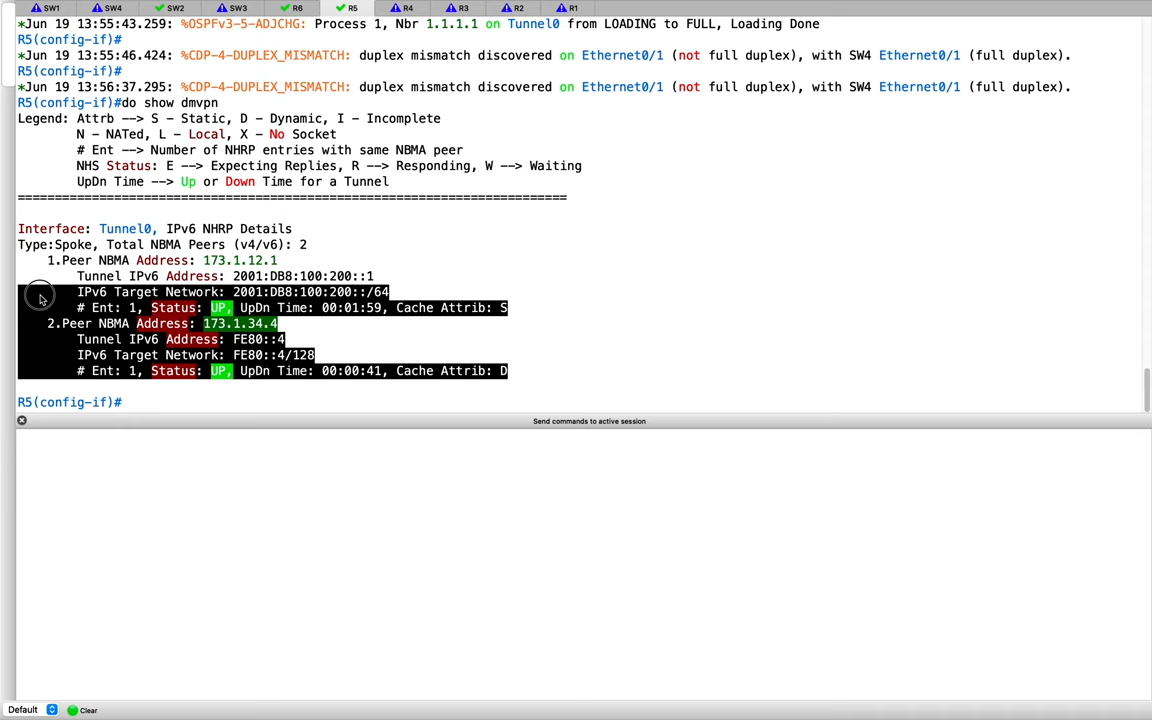 SW1 SW4 SW2 SW3 R6 R5 R4 R3 R2 R1
*Jun 19 13:55:43.259: %OSPFv3-5-ADJCHG: Process 1, Nbr 1.1.1.1 on Tunnel0 from LOADING to FULL, Loading Done
R5(config-if)#
*Jun 19 13:55:46.424: %CDP-4-DUPLEX_MISMATCH: duplex mismatch discovered on Ethernet0/1 (not full duplex), with SW4 Ethernet0/1 (full duplex).
R5(config-if)#
*Jun 19 13:56:37.295: %CDP-4-DUPLEX_MISMATCH: duplex mismatch discovered on Ethernet0/1 (not full duplex), with SW4 Ethernet0/1 (full duplex).
R5(config-if)#do show dmvpn
Legend: Attrb --> S - Static, D - Dynamic, I - Incomplete
N - NATed, L - Local, X - No Socket
# Ent --> Number of NHRP entries with same NBMA peer
NHS Status: E --> Expecting Replies, R --> Responding, W --> Waiting
UpDn Time --> Up or Down Time for a Tunnel
==========================================================================
Interface: Tunnel0, IPv6 NHRP Details
Type:Spoke, Total NBMA Peers (v4/v6): 2
1.Peer NBMA Address: 173.1.12.1
Tunnel IPv6 Address: 2001:DB8:100:200::1
IPv6 Target Network: 2001:DB8:100:200::/64
# Ent: 1, Status: UP, UpDn Time: 00:01:59, Cache Attrib: S
2.Peer NBMA Address: 173.1.34.4
Tunnel IPv6 Address: FE80::4
IPv6 Target Network: FE80::4/128
# Ent: 1, Status: UP, UpDn Time: 00:00:41, Cache Attrib: D
R5(config-if)#
Send commands to active session
Default Clear